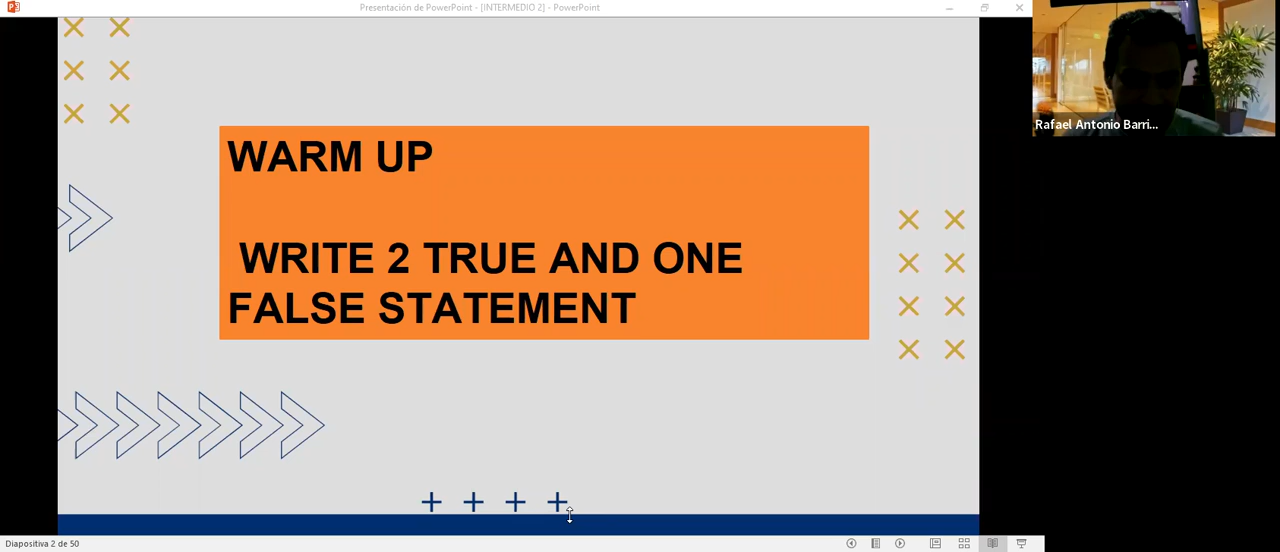 Presentación de PowerPoint - [INTERMEDIO 2] - PowerPoint
Rafael Antonio Barri...
WARM UP
WRITE 2 TRUE AND ONE
FALSE STATEMENT
Diapositiva 2 de 50